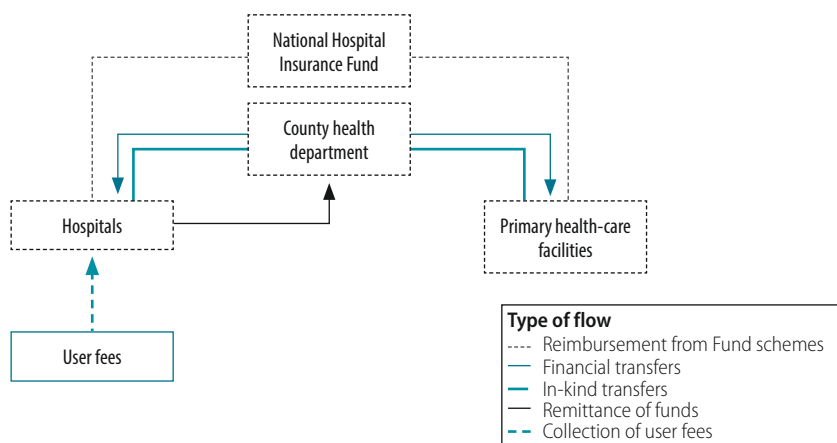 National Hospital
Insurance Fund
County health
department
Hospitals
Primary health-care
facilities
User fees
Type of flow
Reimbursement from Fund schemes
Financial transfers
In-kind transfers
Remittance of funds
Collection of user fees